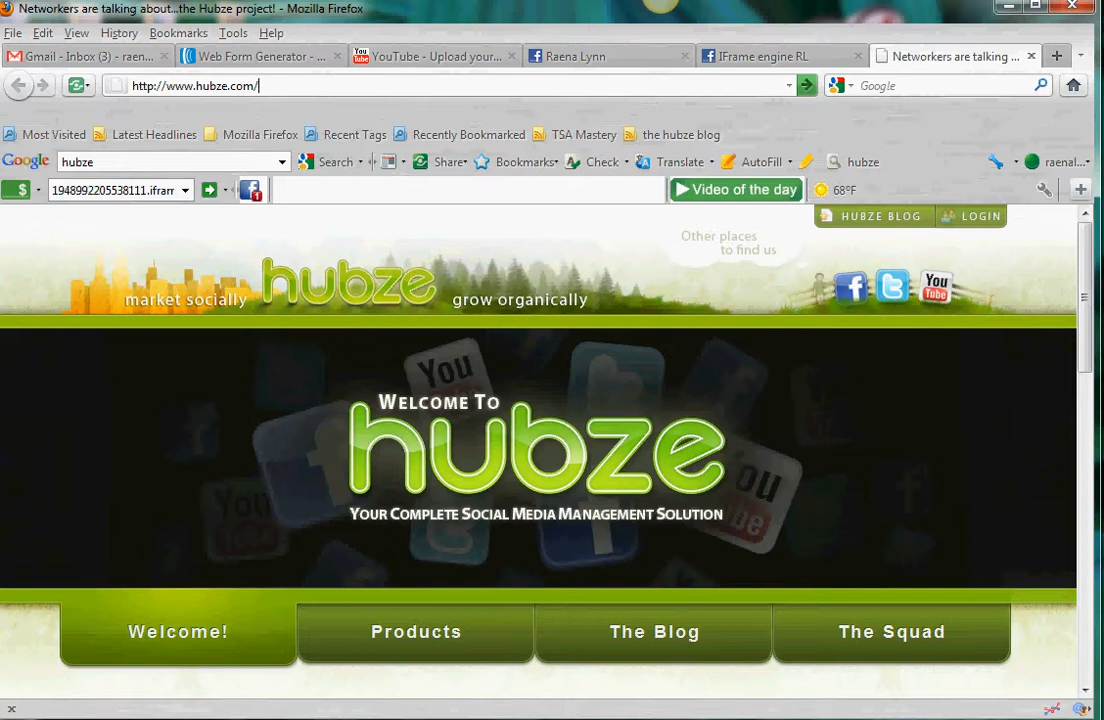 Networkers are talking about...the Hubze project! - Mozilla Firefox
File Edit View History Bookmarks Tools Help
Gmail - Inbox (3) - raen... Web Form Generator - ... YouTube - Upload your... Raena Lynn IFrame engine RL Networkers are talking ...
http://www.hubze.com/ Google
Most Visited Latest Headlines Mozilla Firefox Recent Tags Recently Bookmarked TSA Mastery the hubze blog
Google hubze Search Share Bookmarks Check Translate AutoFill hubze raenal...
$ 1948992205538111.ifram 1 Video of the day 68°F
HUBZE BLOG LOGIN
Other places
to find us
market socially hubze grow organically
f t You Tube
WELCOME TO
hubze
YOUR COMPLETE SOCIAL MEDIA MANAGEMENT SOLUTION
Welcome! Products The Blog The Squad